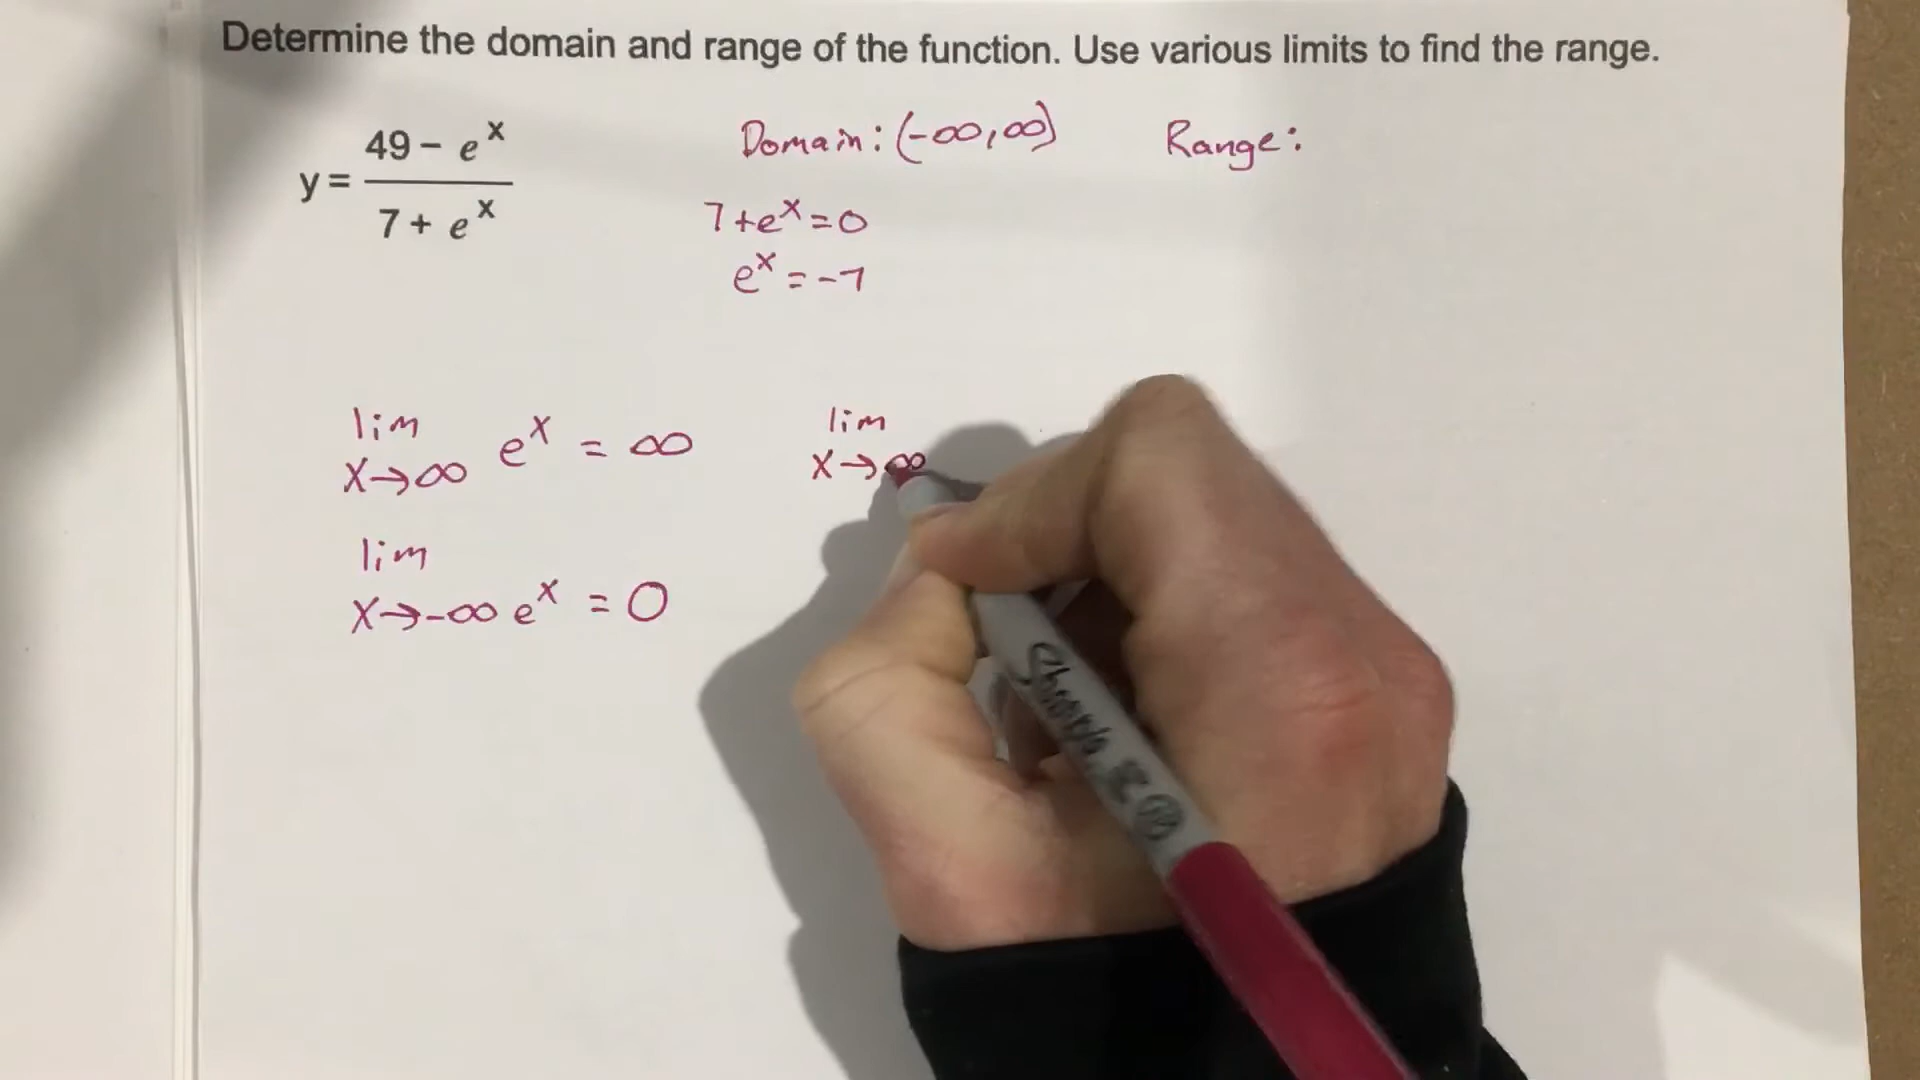 Determine the domain and range of the function. Use various limits to find the range.
y = (49 - e^x) / (7 + e^x)
Domain: (-∞,∞)
Range:
7+e^x=0
e^x = -7
lim x→∞ e^x = ∞
lim x→-∞ e^x = 0
lim x→∞
Sharpie